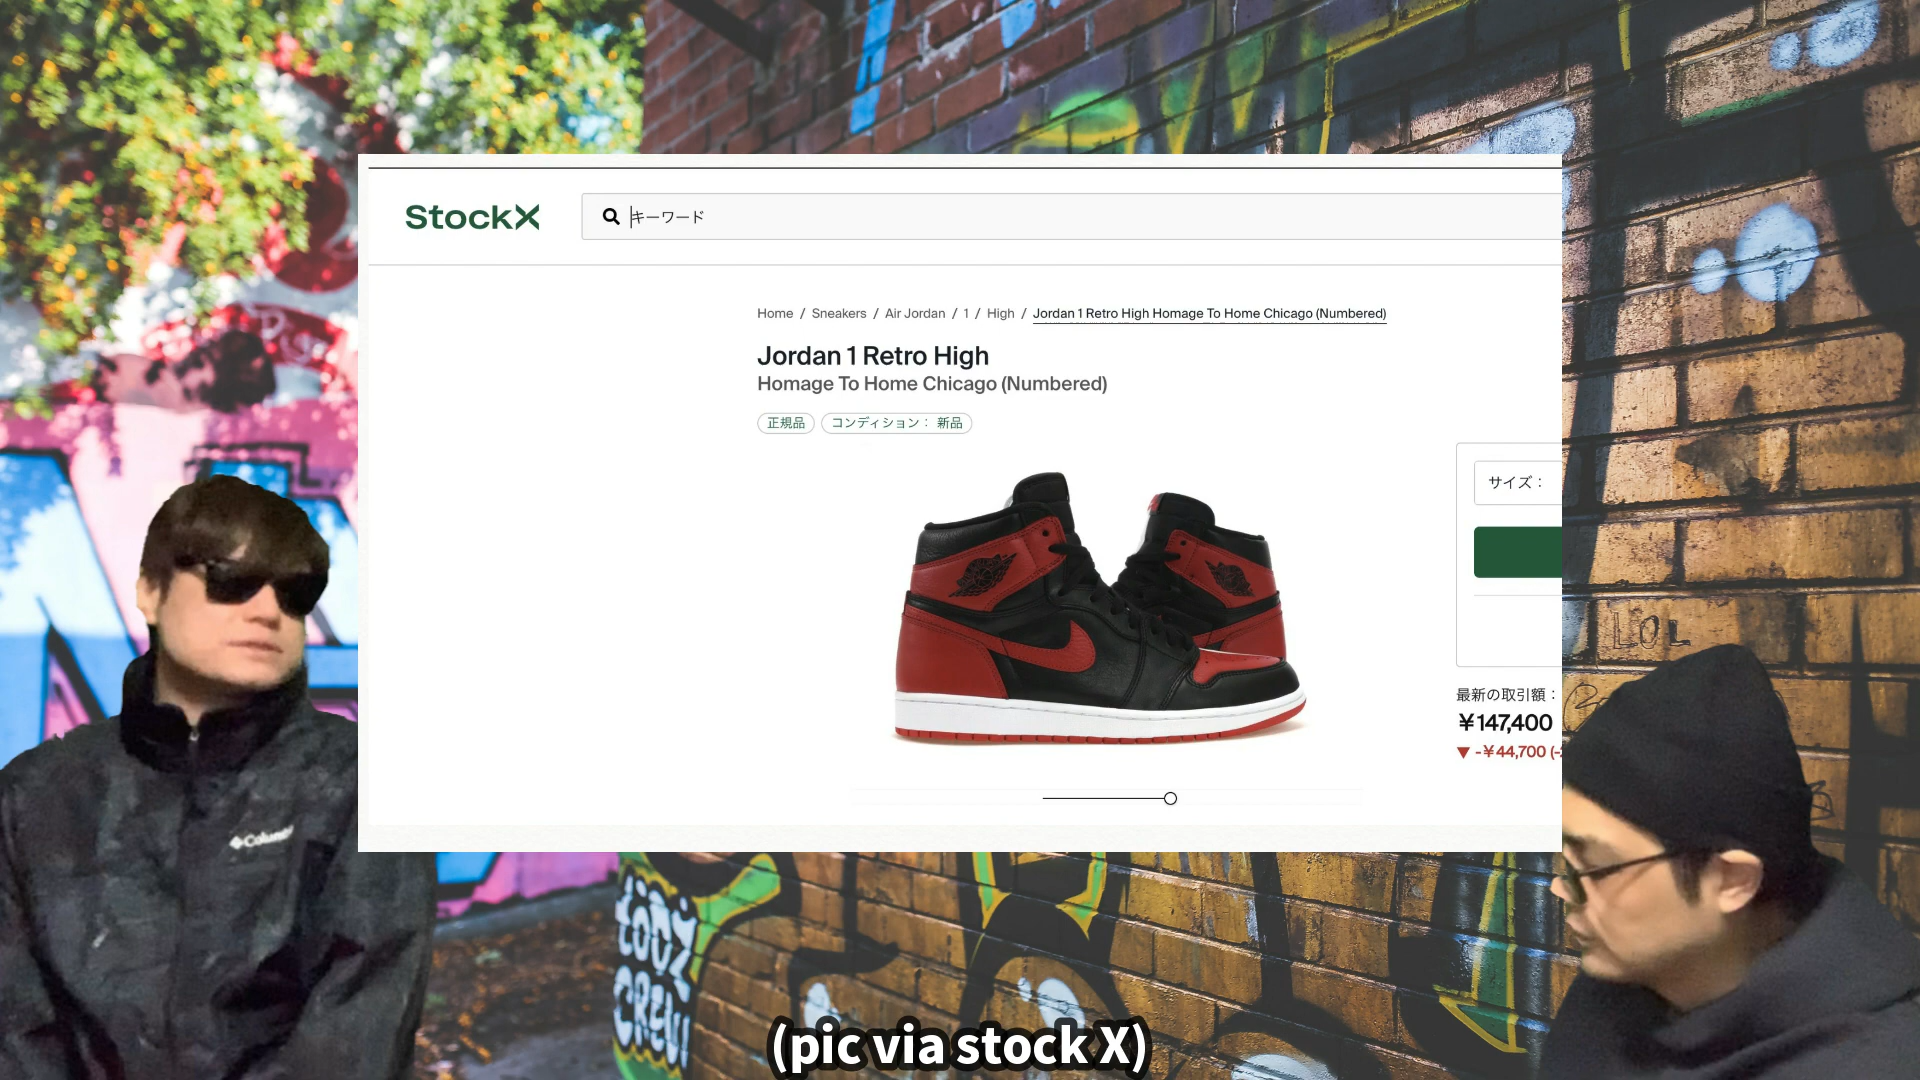 StockX
キーワード
Home / Sneakers / Air Jordan / 1 / High / Jordan 1 Retro High Homage To Home Chicago (Numbered)
Jordan 1 Retro High
Homage To Home Chicago (Numbered)
正規品
コンディション： 新品
サイズ：
最新の取引額：
¥147,400
▼ -¥44,700 (-
LOL
Columbia
CREW
(pic via stock X)